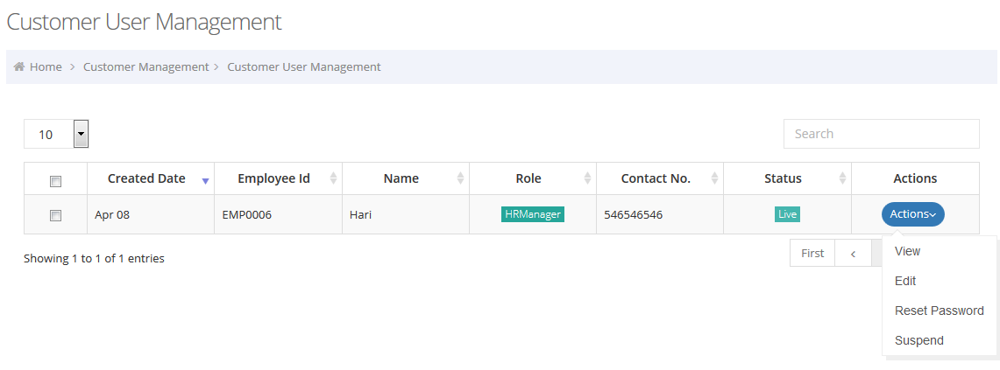 Customer User Management
Home > Customer Management > Customer User Management
10
Search
Created Date Employee Id Name Role Contact No. Status Actions
Apr 08 EMP0006 Hari HRManager 546546546 Live Actions
Showing 1 to 1 of 1 entries
First <
View
Edit
Reset Password
Suspend